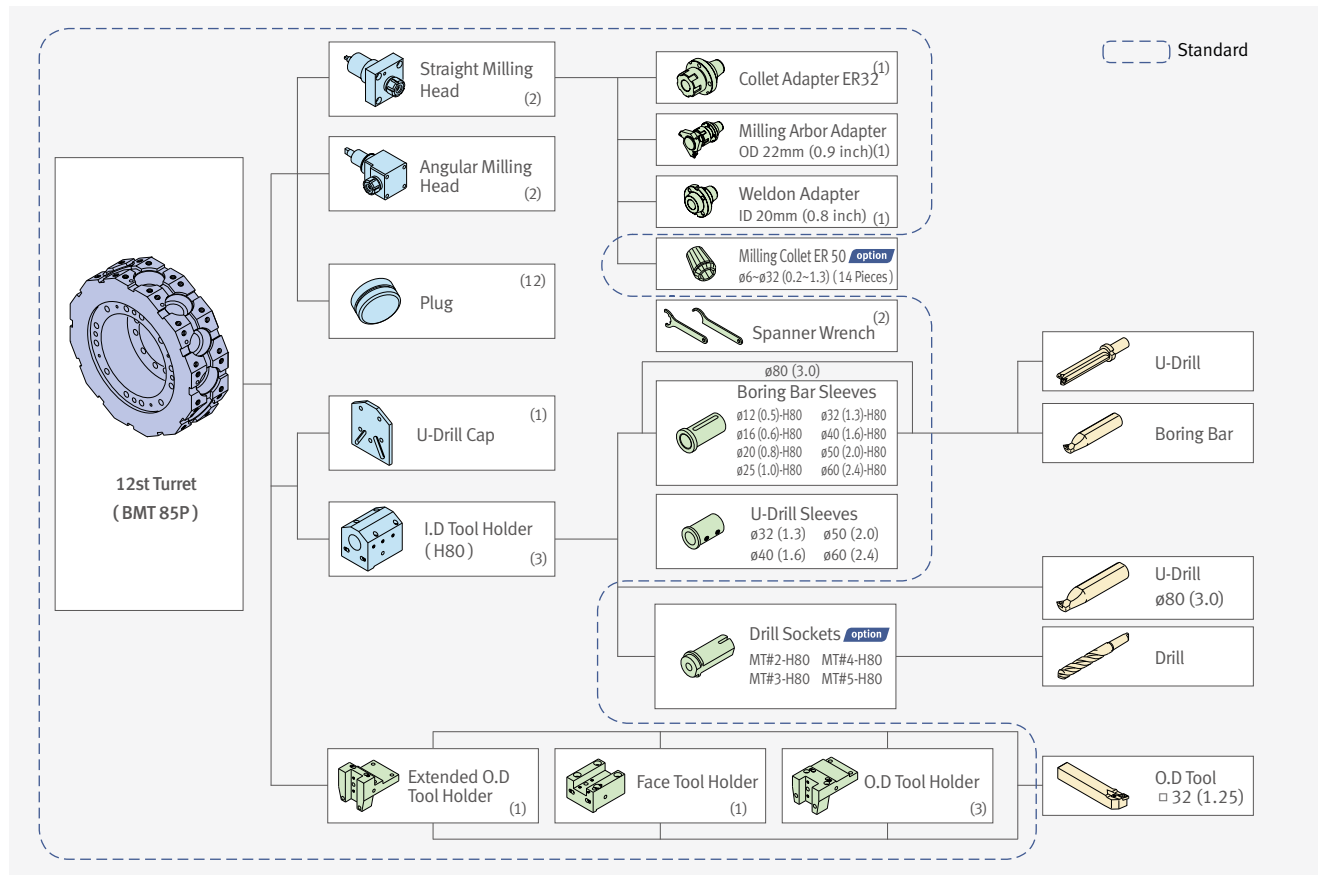 Standard
12st Turret
( BMT 85P )
Straight Milling
Head
(2)
Angular Milling
Head
(2)
Plug
(12)
U-Drill Cap
(1)
I.D Tool Holder
( H80 )
(3)
Collet Adapter ER32
(1)
Milling Arbor Adapter
OD 22mm (0.9 inch)(1)
Weldon Adapter
ID 20mm (0.8 inch) (1)
Milling Collet ER 50 option
ø6~ø32 (0.2~1.3) ( 14 Pieces )
Spanner Wrench
(2)
ø80 (3.0)
Boring Bar Sleeves
ø12 (0.5)-H80 ø32 (1.3)-H80
ø16 (0.6)-H80 ø40 (1.6)-H80
ø20 (0.8)-H80 ø50 (2.0)-H80
ø25 (1.0)-H80 ø60 (2.4)-H80
U-Drill Sleeves
ø32 (1.3) ø50 (2.0)
ø40 (1.6) ø60 (2.4)
Drill Sockets option
MT#2-H80 MT#4-H80
MT#3-H80 MT#5-H80
U-Drill
Boring Bar
U-Drill
ø80 (3.0)
Drill
Extended O.D
Tool Holder
(1)
Face Tool Holder
(1)
O.D Tool Holder
(3)
O.D Tool
□ 32 (1.25)